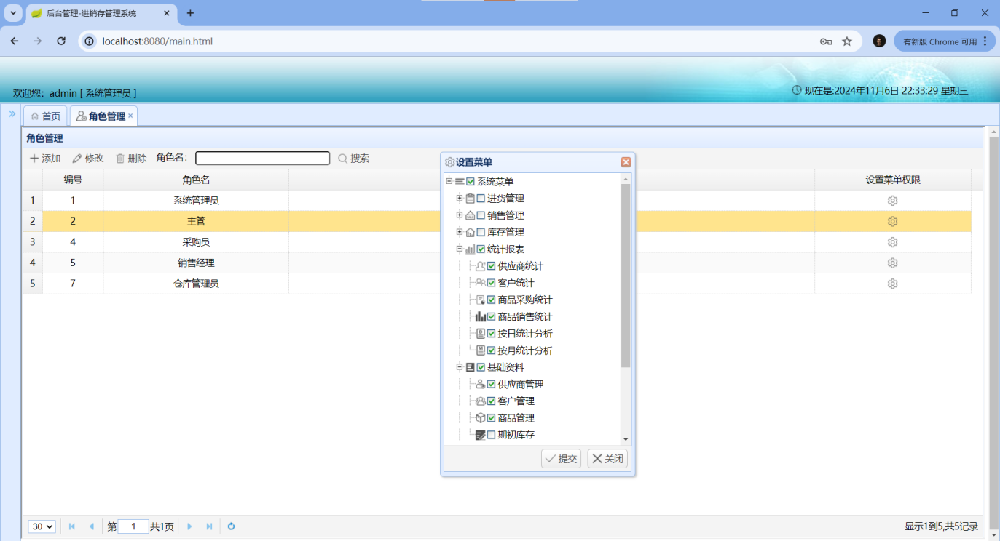 后台管理-进销存管理系统
localhost:8080/main.html
有新版 Chrome 可用
欢迎您: admin [ 系统管理员 ]
现在是:2024年11月6日 22:33:29 星期三
首页
角色管理
角色管理
添加
修改
删除
角色名:
搜索
编号
角色名
设置菜单权限
1 1 系统管理员
2 2 主管
3 4 采购员
4 5 销售经理
5 7 仓库管理员
设置菜单
系统菜单
进货管理
销售管理
库存管理
统计报表
供应商统计
客户统计
商品采购统计
商品销售统计
按日统计分析
按月统计分析
基础资料
供应商管理
客户管理
商品管理
期初库存
提交
关闭
30
第 1 共1页
显示1到5,共5记录